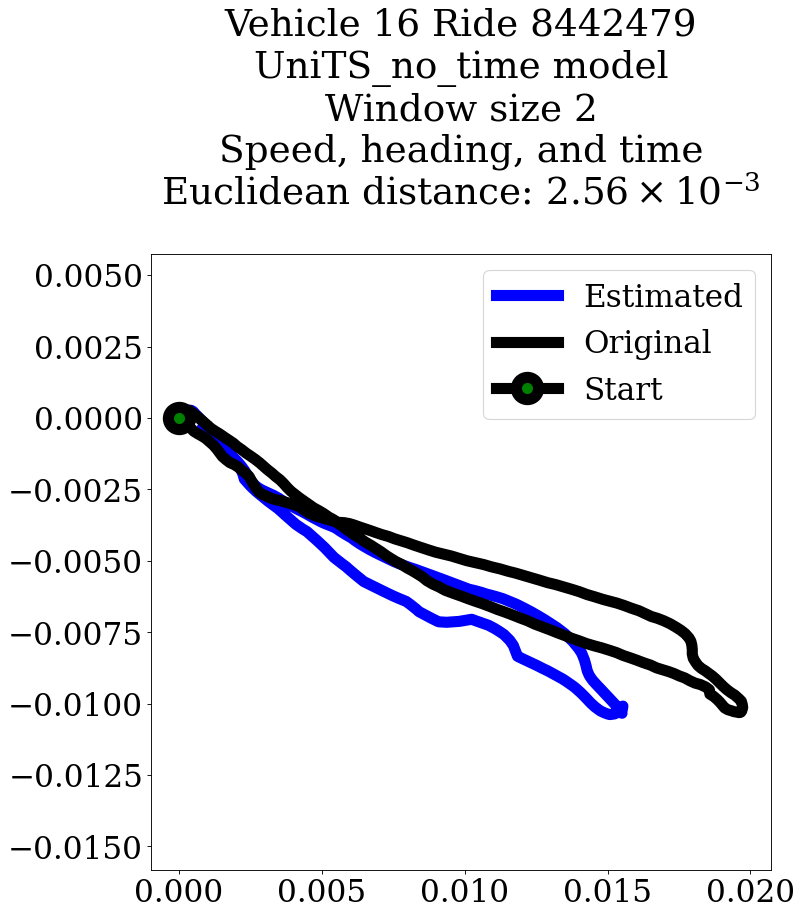 Vehicle 16 Ride 8442479
UniTS_no_time model
Window size 2
Speed, heading, and time
Euclidean distance: 2.56 × 10⁻³
Estimated
Original
Start
0.0050
0.0025
0.0000
−0.0025
−0.0050
−0.0075
−0.0100
−0.0125
−0.0150
0.000 0.005 0.010 0.015 0.020